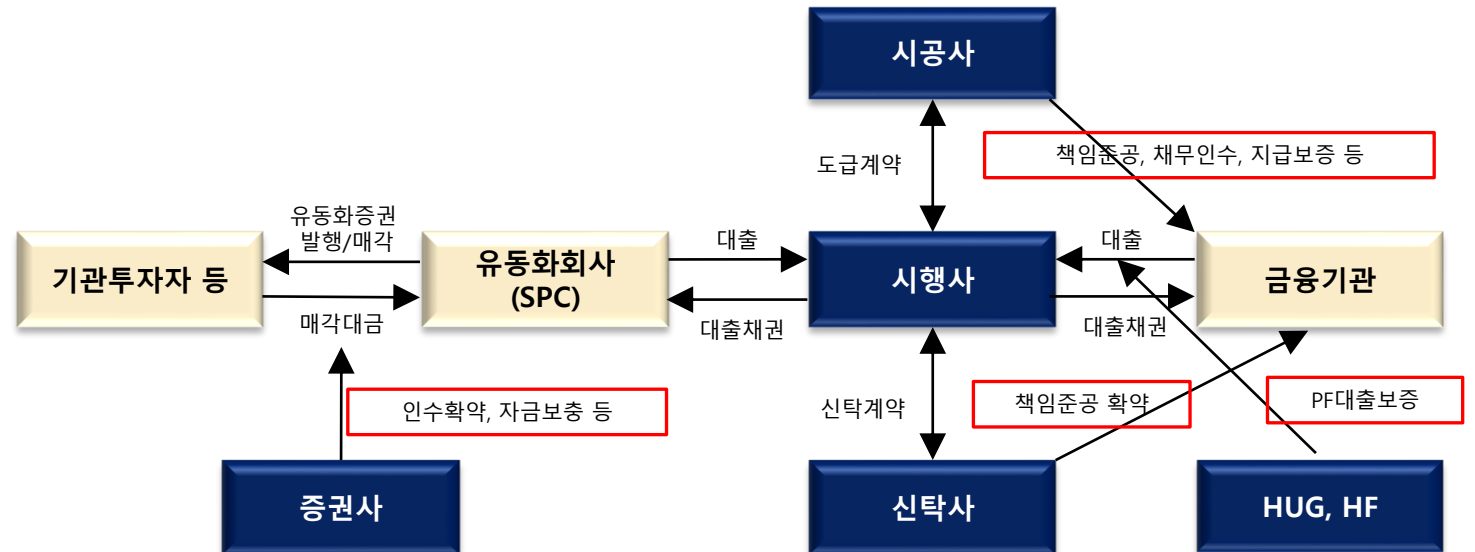 시공사
도급계약
책임준공, 채무인수, 지급보증 등
유동화증권
발행/매각
대출
대출
기관투자자 등
유동화회사
(SPC)
시행사
금융기관
매각대금
대출채권
대출채권
인수확약, 자금보충 등
신탁계약
책임준공 확약
PF대출보증
증권사
신탁사
HUG, HF